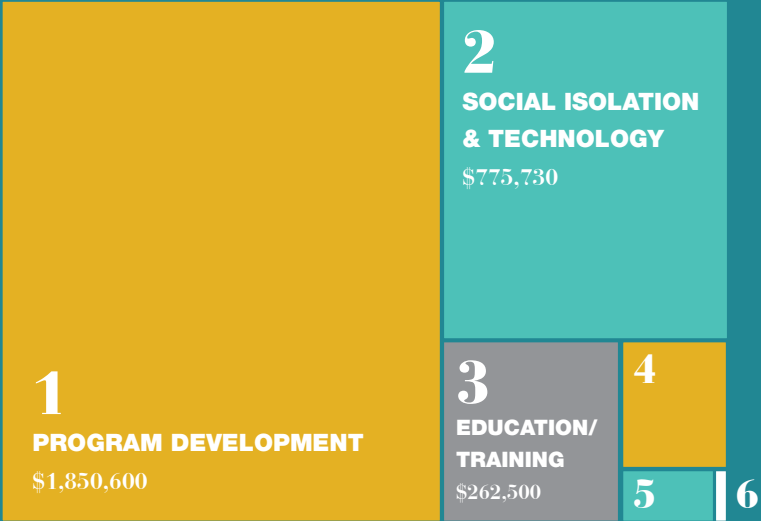 1
PROGRAM DEVELOPMENT
$1,850,600
2
SOCIAL ISOLATION
& TECHNOLOGY
$775,730
3
EDUCATION/
TRAINING
$262,500
4
5
6